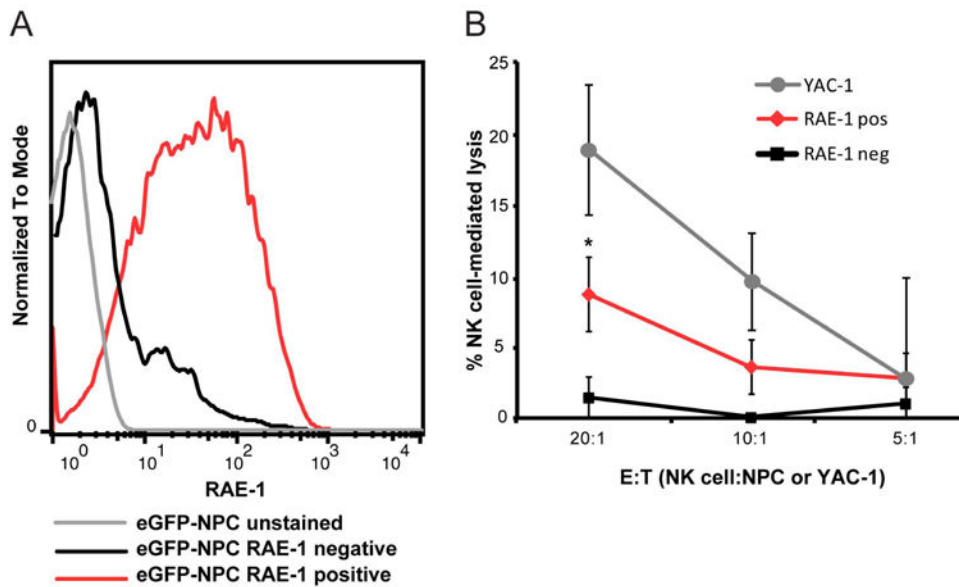 A
Normalized To Mode
0
10^0 10^1 10^2 10^3 10^4
RAE-1
eGFP-NPC unstained
eGFP-NPC RAE-1 negative
eGFP-NPC RAE-1 positive
B
% NK cell-mediated lysis
25
20
15
10
5
0
YAC-1
RAE-1 pos
RAE-1 neg
*
20:1 10:1 5:1
E:T (NK cell:NPC or YAC-1)